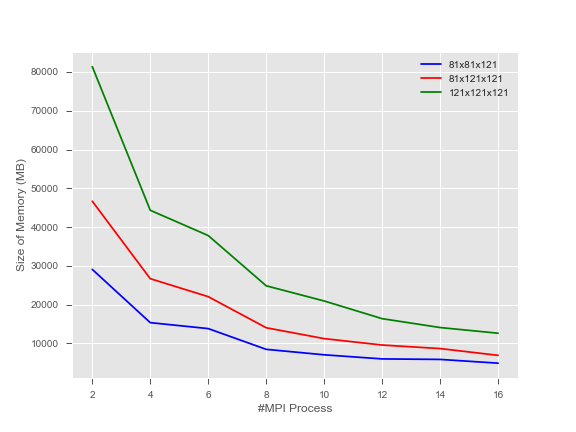 81x81x121
81x121x121
121x121x121
80000
70000
60000
50000
40000
30000
20000
10000
Size of Memory (MB)
2 4 6 8 10 12 14 16
#MPI Process